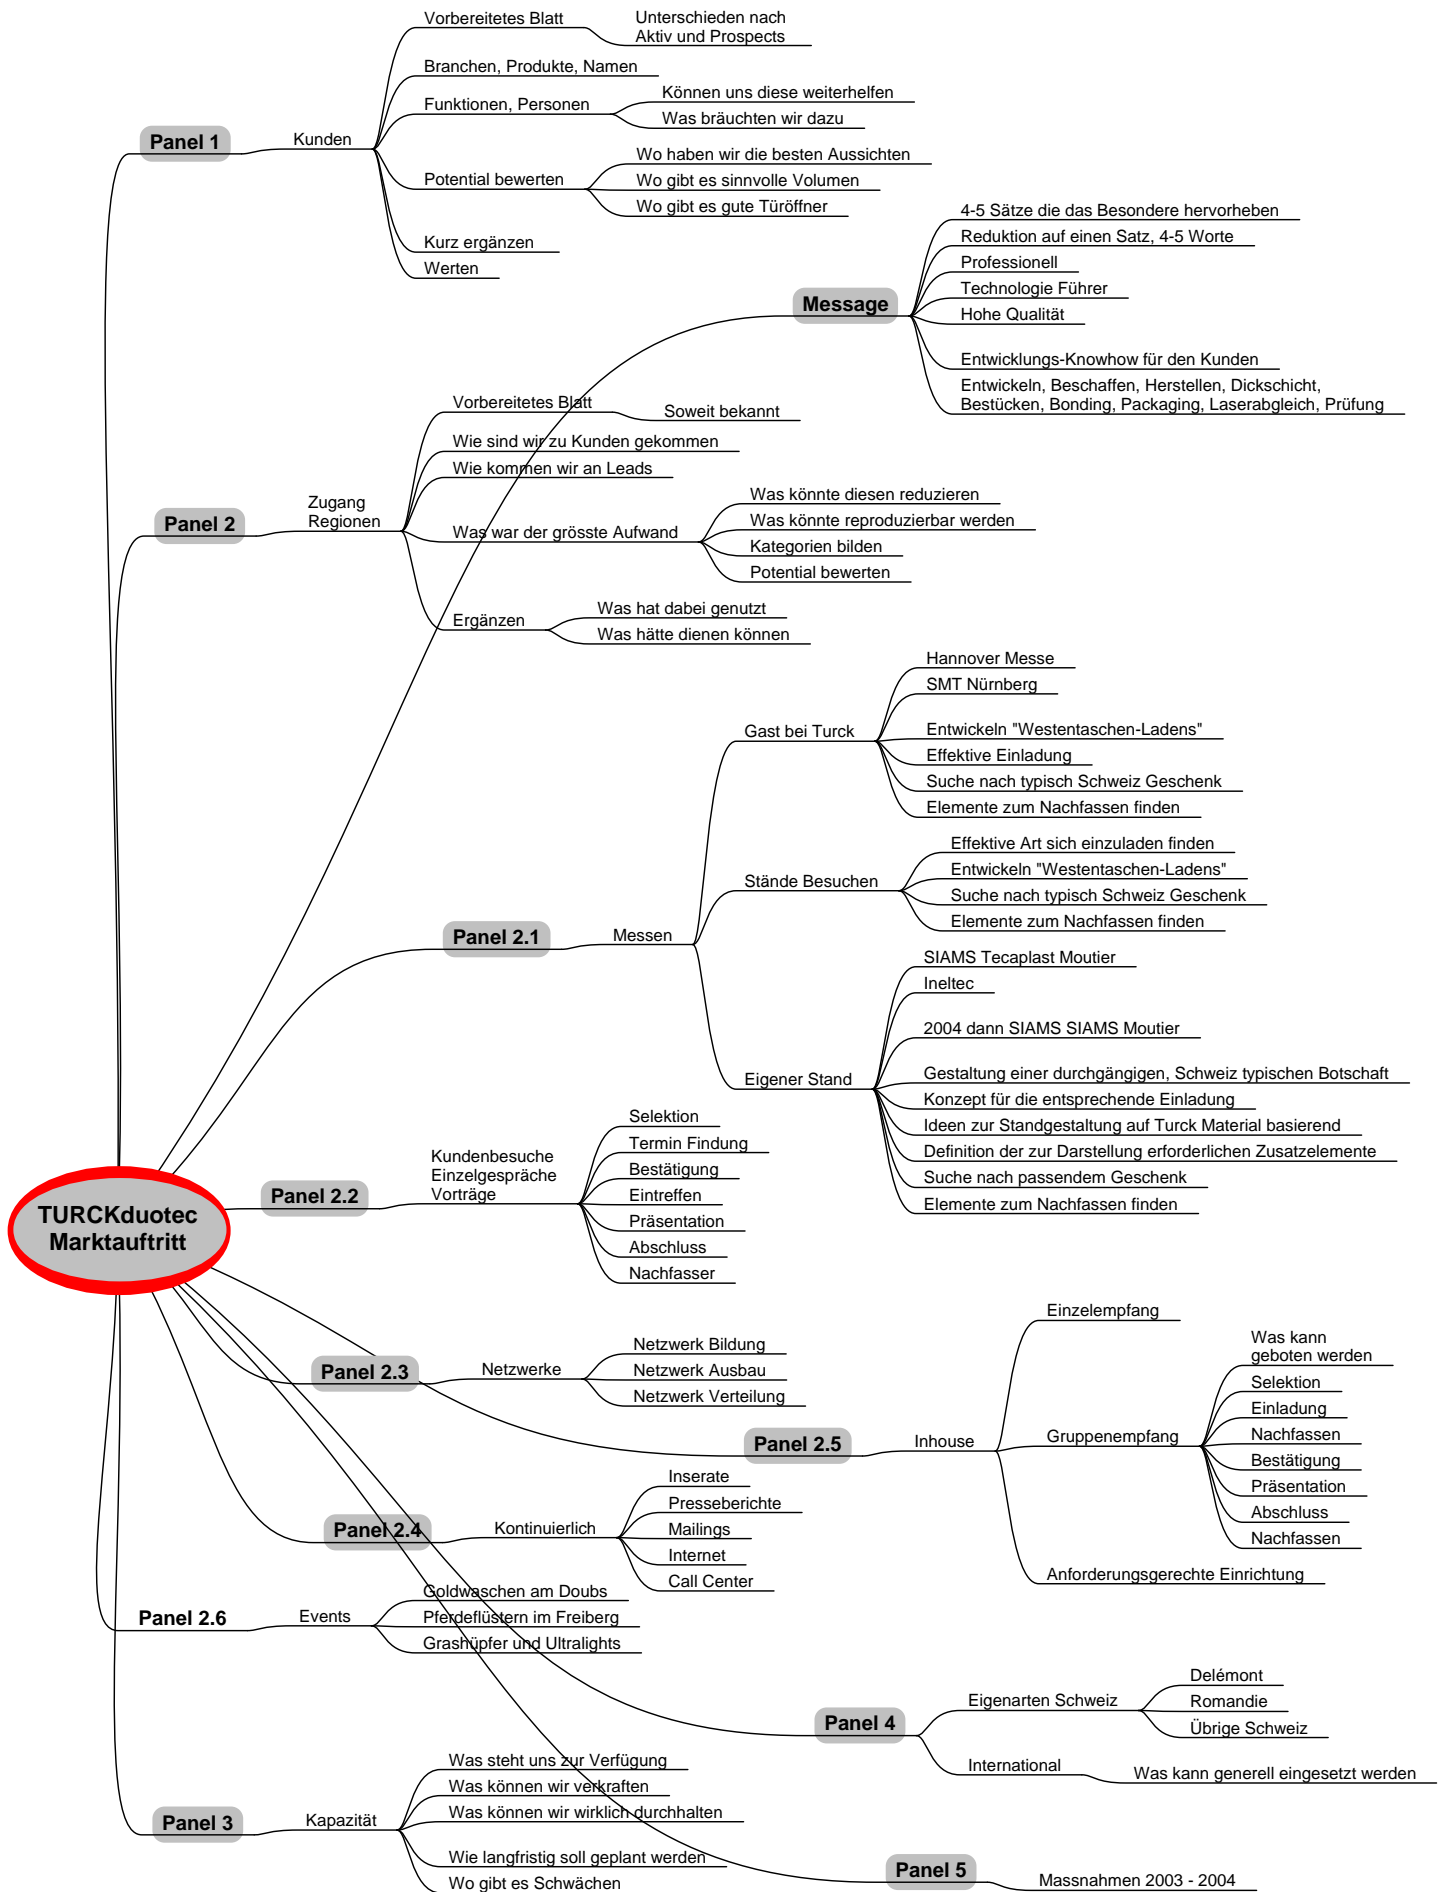 TURCKduotec
Marktauftritt
Panel 1
Kunden
Vorbereitetes Blatt
Unterschieden nach
Aktiv und Prospects
Branchen, Produkte, Namen
Funktionen, Personen
Können uns diese weiterhelfen
Was bräuchten wir dazu
Potential bewerten
Wo haben wir die besten Aussichten
Wo gibt es sinnvolle Volumen
Wo gibt es gute Türöffner
Kurz ergänzen
Werten
Message
4-5 Sätze die das Besondere hervorheben
Reduktion auf einen Satz, 4-5 Worte
Professionell
Technologie Führer
Hohe Qualität
Entwicklungs-Knowhow für den Kunden
Entwickeln, Beschaffen, Herstellen, Dickschicht,
Bestücken, Bonding, Packaging, Laserabgleich, Prüfung
Panel 2
Zugang
Regionen
Vorbereitetes Blatt
Soweit bekannt
Wie sind wir zu Kunden gekommen
Wie kommen wir an Leads
Was war der grösste Aufwand
Was könnte diesen reduzieren
Was könnte reproduzierbar werden
Kategorien bilden
Potential bewerten
Ergänzen
Was hat dabei genutzt
Was hätte dienen können
Panel 2.1
Messen
Gast bei Turck
Hannover Messe
SMT Nürnberg
Entwickeln "Westentaschen-Ladens"
Effektive Einladung
Suche nach typisch Schweiz Geschenk
Elemente zum Nachfassen finden
Stände Besuchen
Effektive Art sich einzuladen finden
Entwickeln "Westentaschen-Ladens"
Suche nach typisch Schweiz Geschenk
Elemente zum Nachfassen finden
Eigener Stand
SIAMS Tecaplast Moutier
Ineltec
2004 dann SIAMS SIAMS Moutier
Gestaltung einer durchgängigen, Schweiz typischen Botschaft
Konzept für die entsprechende Einladung
Ideen zur Standgestaltung auf Turck Material basierend
Definition der zur Darstellung erforderlichen Zusatzelemente
Suche nach passendem Geschenk
Elemente zum Nachfassen finden
Panel 2.2
Kundenbesuche
Einzelgespräche
Vorträge
Selektion
Termin Findung
Bestätigung
Eintreffen
Präsentation
Abschluss
Nachfasser
Panel 2.3
Netzwerke
Netzwerk Bildung
Netzwerk Ausbau
Netzwerk Verteilung
Panel 2.5
Inhouse
Einzelempfang
Gruppenempfang
Was kann
geboten werden
Selektion
Einladung
Nachfassen
Bestätigung
Präsentation
Abschluss
Nachfassen
Anforderungsgerechte Einrichtung
Panel 2.4
Kontinuierlich
Inserate
Presseberichte
Mailings
Internet
Call Center
Panel 2.6
Events
Goldwaschen am Doubs
Pferdeflüstern im Freiberg
Grashüpfer und Ultralights
Panel 4
Eigenarten Schweiz
Delémont
Romandie
Übrige Schweiz
International
Was kann generell eingesetzt werden
Panel 3
Kapazität
Was steht uns zur Verfügung
Was können wir verkraften
Was können wir wirklich durchhalten
Wie langfristig soll geplant werden
Wo gibt es Schwächen
Panel 5
Massnahmen 2003 - 2004